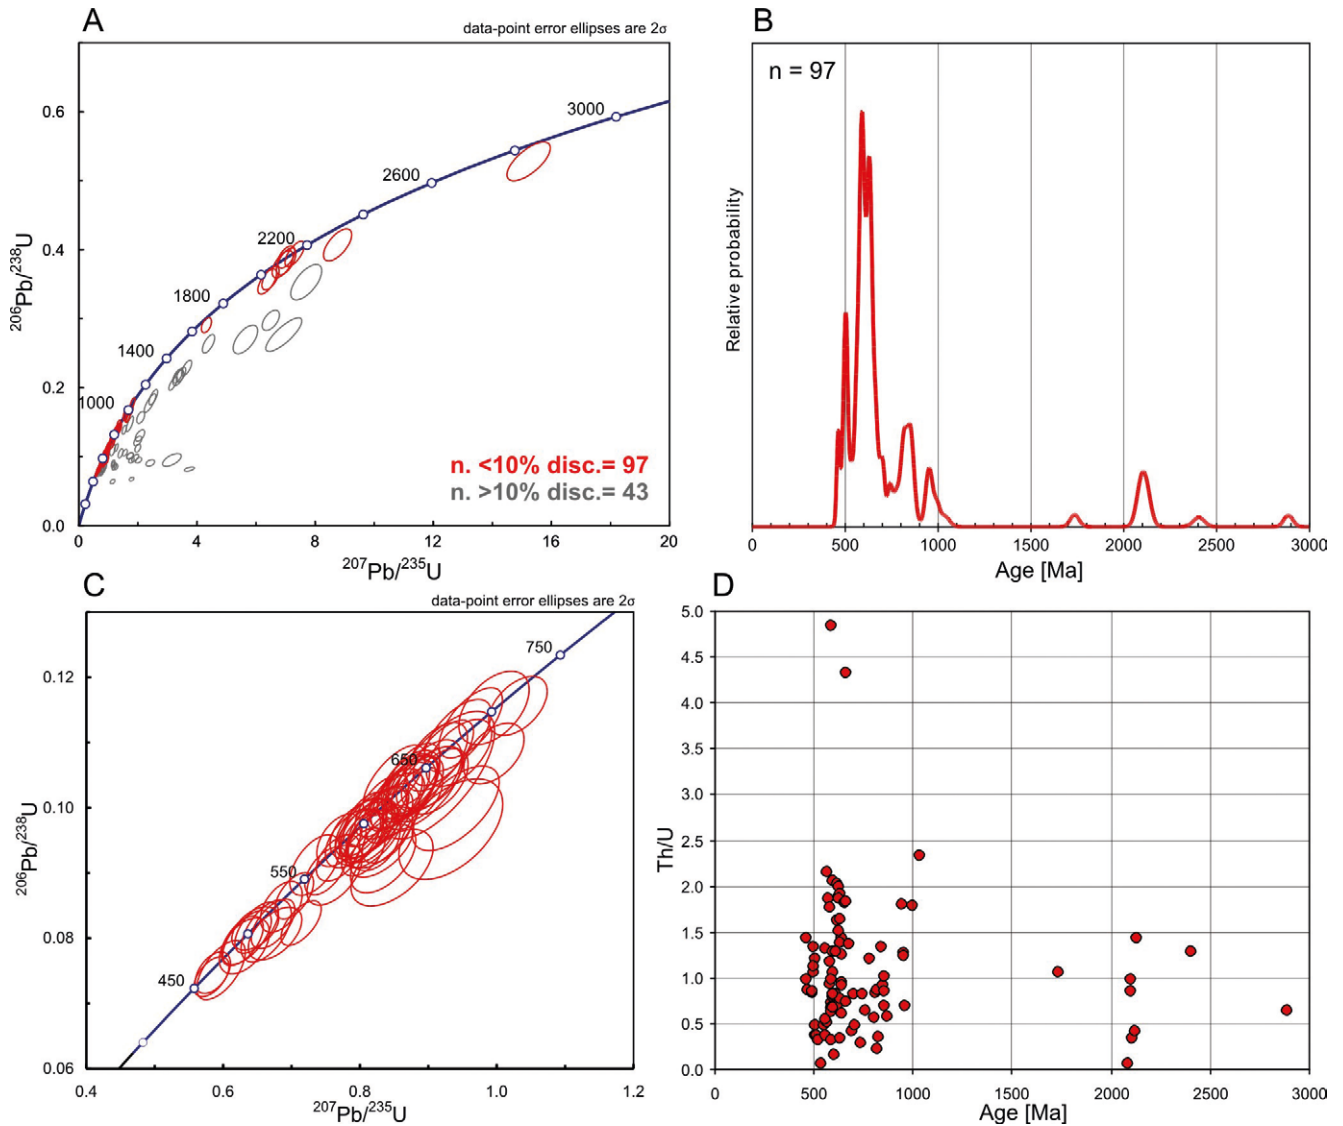 A
data-point error ellipses are 2σ
0.6
0.4
0.2
0.0
206Pb/238U
1000
1400
1800
2200
2600
3000
n. <10% disc.= 97
n. >10% disc.= 43
0 4 8 12 16 20
207Pb/235U
B
n = 97
Relative probability
0 500 1000 1500 2000 2500 3000
Age [Ma]
C
data-point error ellipses are 2σ
0.12
0.10
0.08
0.06
206Pb/238U
750
650
550
450
0.4 0.6 0.8 1.0 1.2
207Pb/235U
D
5.0
4.5
4.0
3.5
3.0
2.5
2.0
1.5
1.0
0.5
0.0
Th/U
0 500 1000 1500 2000 2500 3000
Age [Ma]